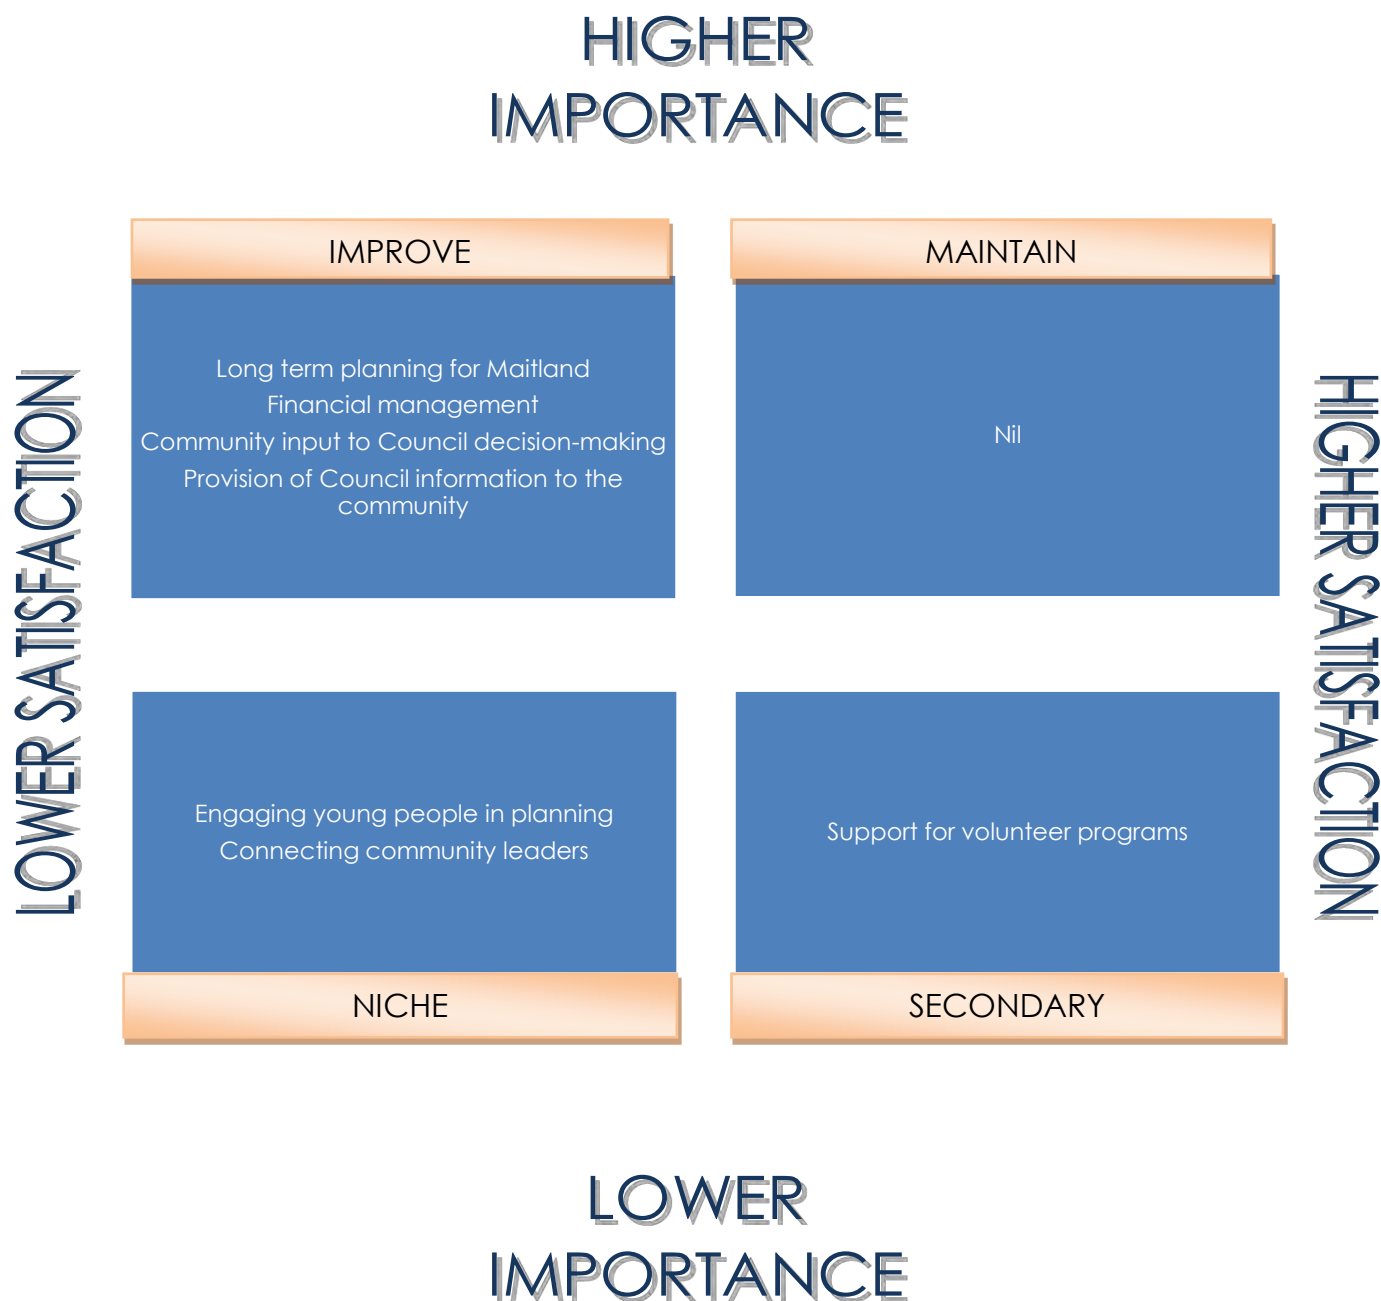 HIGHER
IMPORTANCE
IMPROVE
Long term planning for Maitland
Financial management
Community input to Council decision-making
Provision of Council information to the
community
MAINTAIN
Nil
LOWER SATISFACTION
HIGHER SATISFACTION
Engaging young people in planning
Connecting community leaders
NICHE
Support for volunteer programs
SECONDARY
LOWER
IMPORTANCE